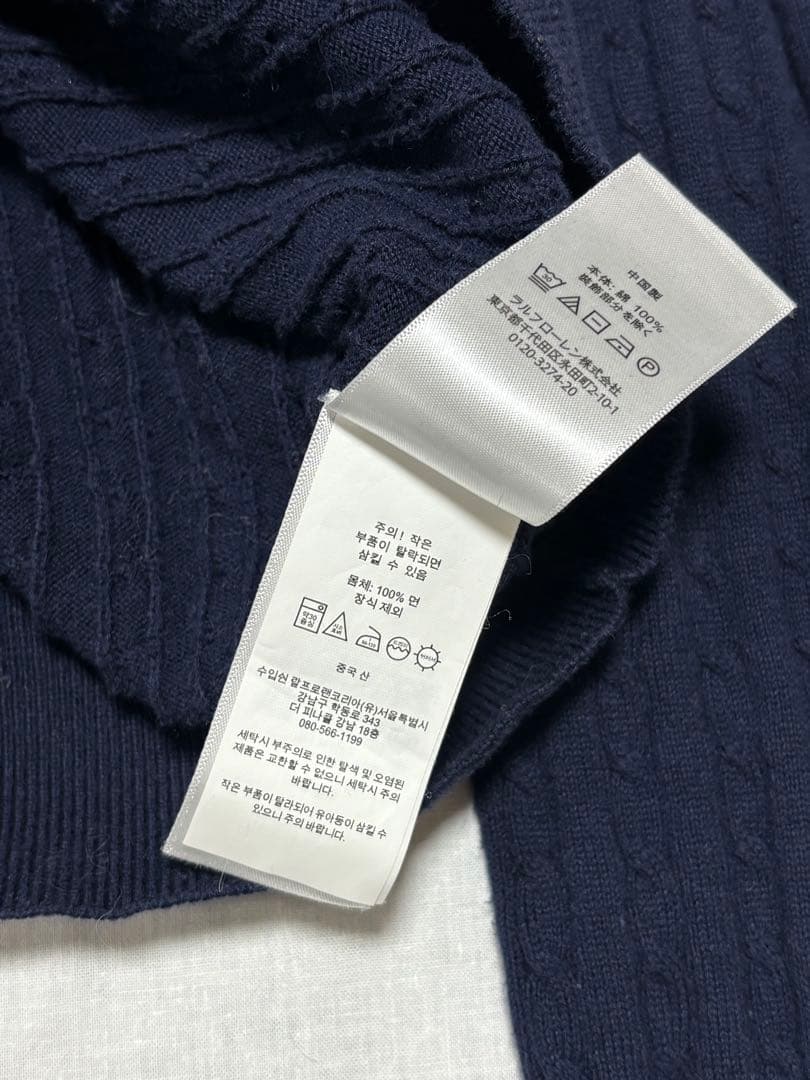 中国製
本体: 綿 100%
装飾部分を除く
30
P
ラルフローレン株式会社
東京都千代田区永田町2-10-1
0120-3274-20
주의! 작은
부품이 탈락되면
삼킬 수 있음
몸체: 100% 면
장식 제외
약30
중성
중국 산
수입원 랄프로렌코리아(유)서울특별시
강남구 학동로 343
더 피나클 강남 18층
080-566-1199
세탁시 부주의로 인한 탈색 및 오염된
제품은 교환할 수 없으니 세탁시 주의
바랍니다.
작은 부품이 탈락되어 유아동이 삼킬 수
있으니 주의 바랍니다.